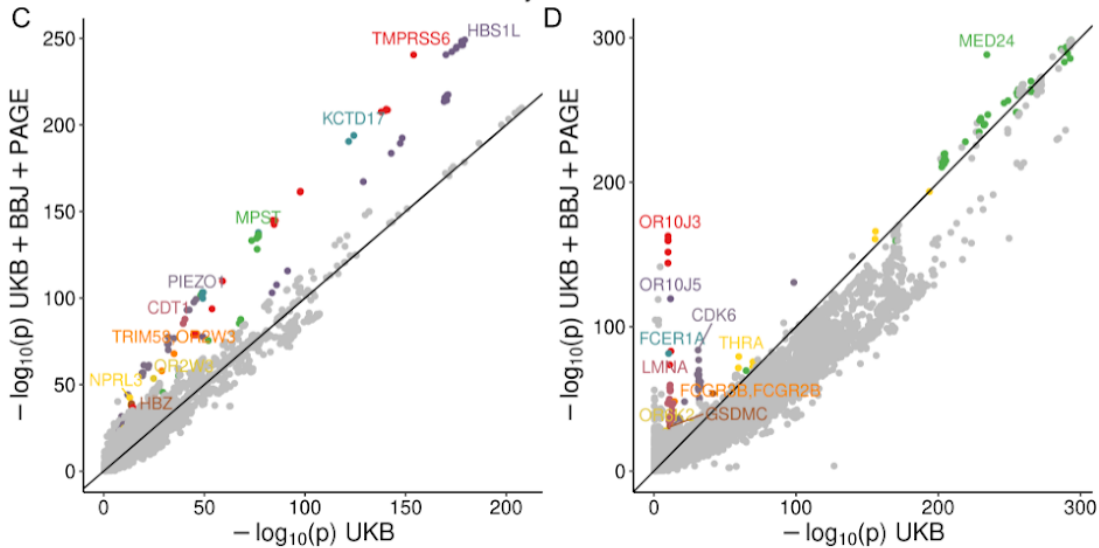 C
D
− log10(p) UKB + BBJ + PAGE
250
200
150
100
50
0
TMPRSS6
HBS1L
KCTD17
MPST
PIEZO1
CDT1
TRIM58,OR2W3
OR2W3
NPRL3
HBZ
0
50
100
150
200
− log10(p) UKB
− log10(p) UKB + BBJ + PAGE
300
200
100
0
MED24
OR10J3
OR10J5
CDK6
FCER1A
THRA
LMNA
FCGR3B,FCGR2B
GSDMC
0
100
200
300
− log10(p) UKB